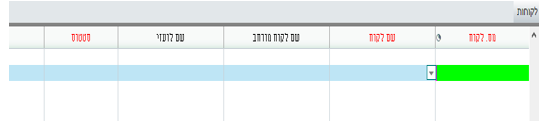 לקוחות
מס. לקוח
שם לקוח
שם לקוח מורחב
שם לועזי
סטטוס